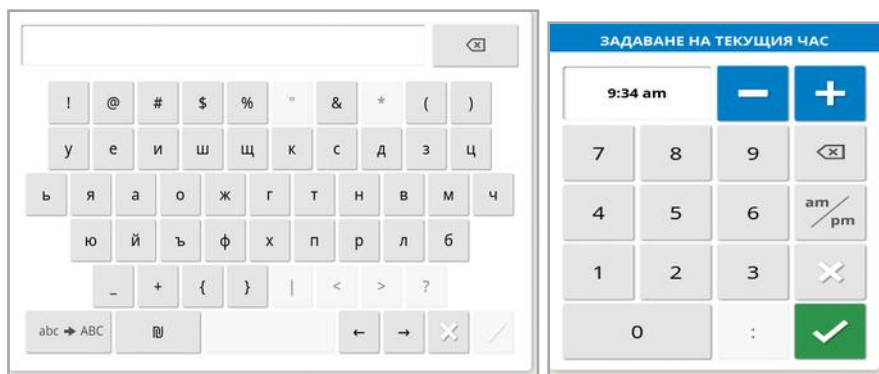 ! @ # $ % " & * ( )
у е и ш щ к с д з ц
ь я а о ж г т н в м ч
ю й ъ ф х п р л б
_ + { } | < > ?
abc ➔ ABC ₪ ← →
ЗАДАВАНЕ НА ТЕКУЩИЯ ЧАС
9:34 am
7 8 9
4 5 6 am/pm
1 2 3
0 :